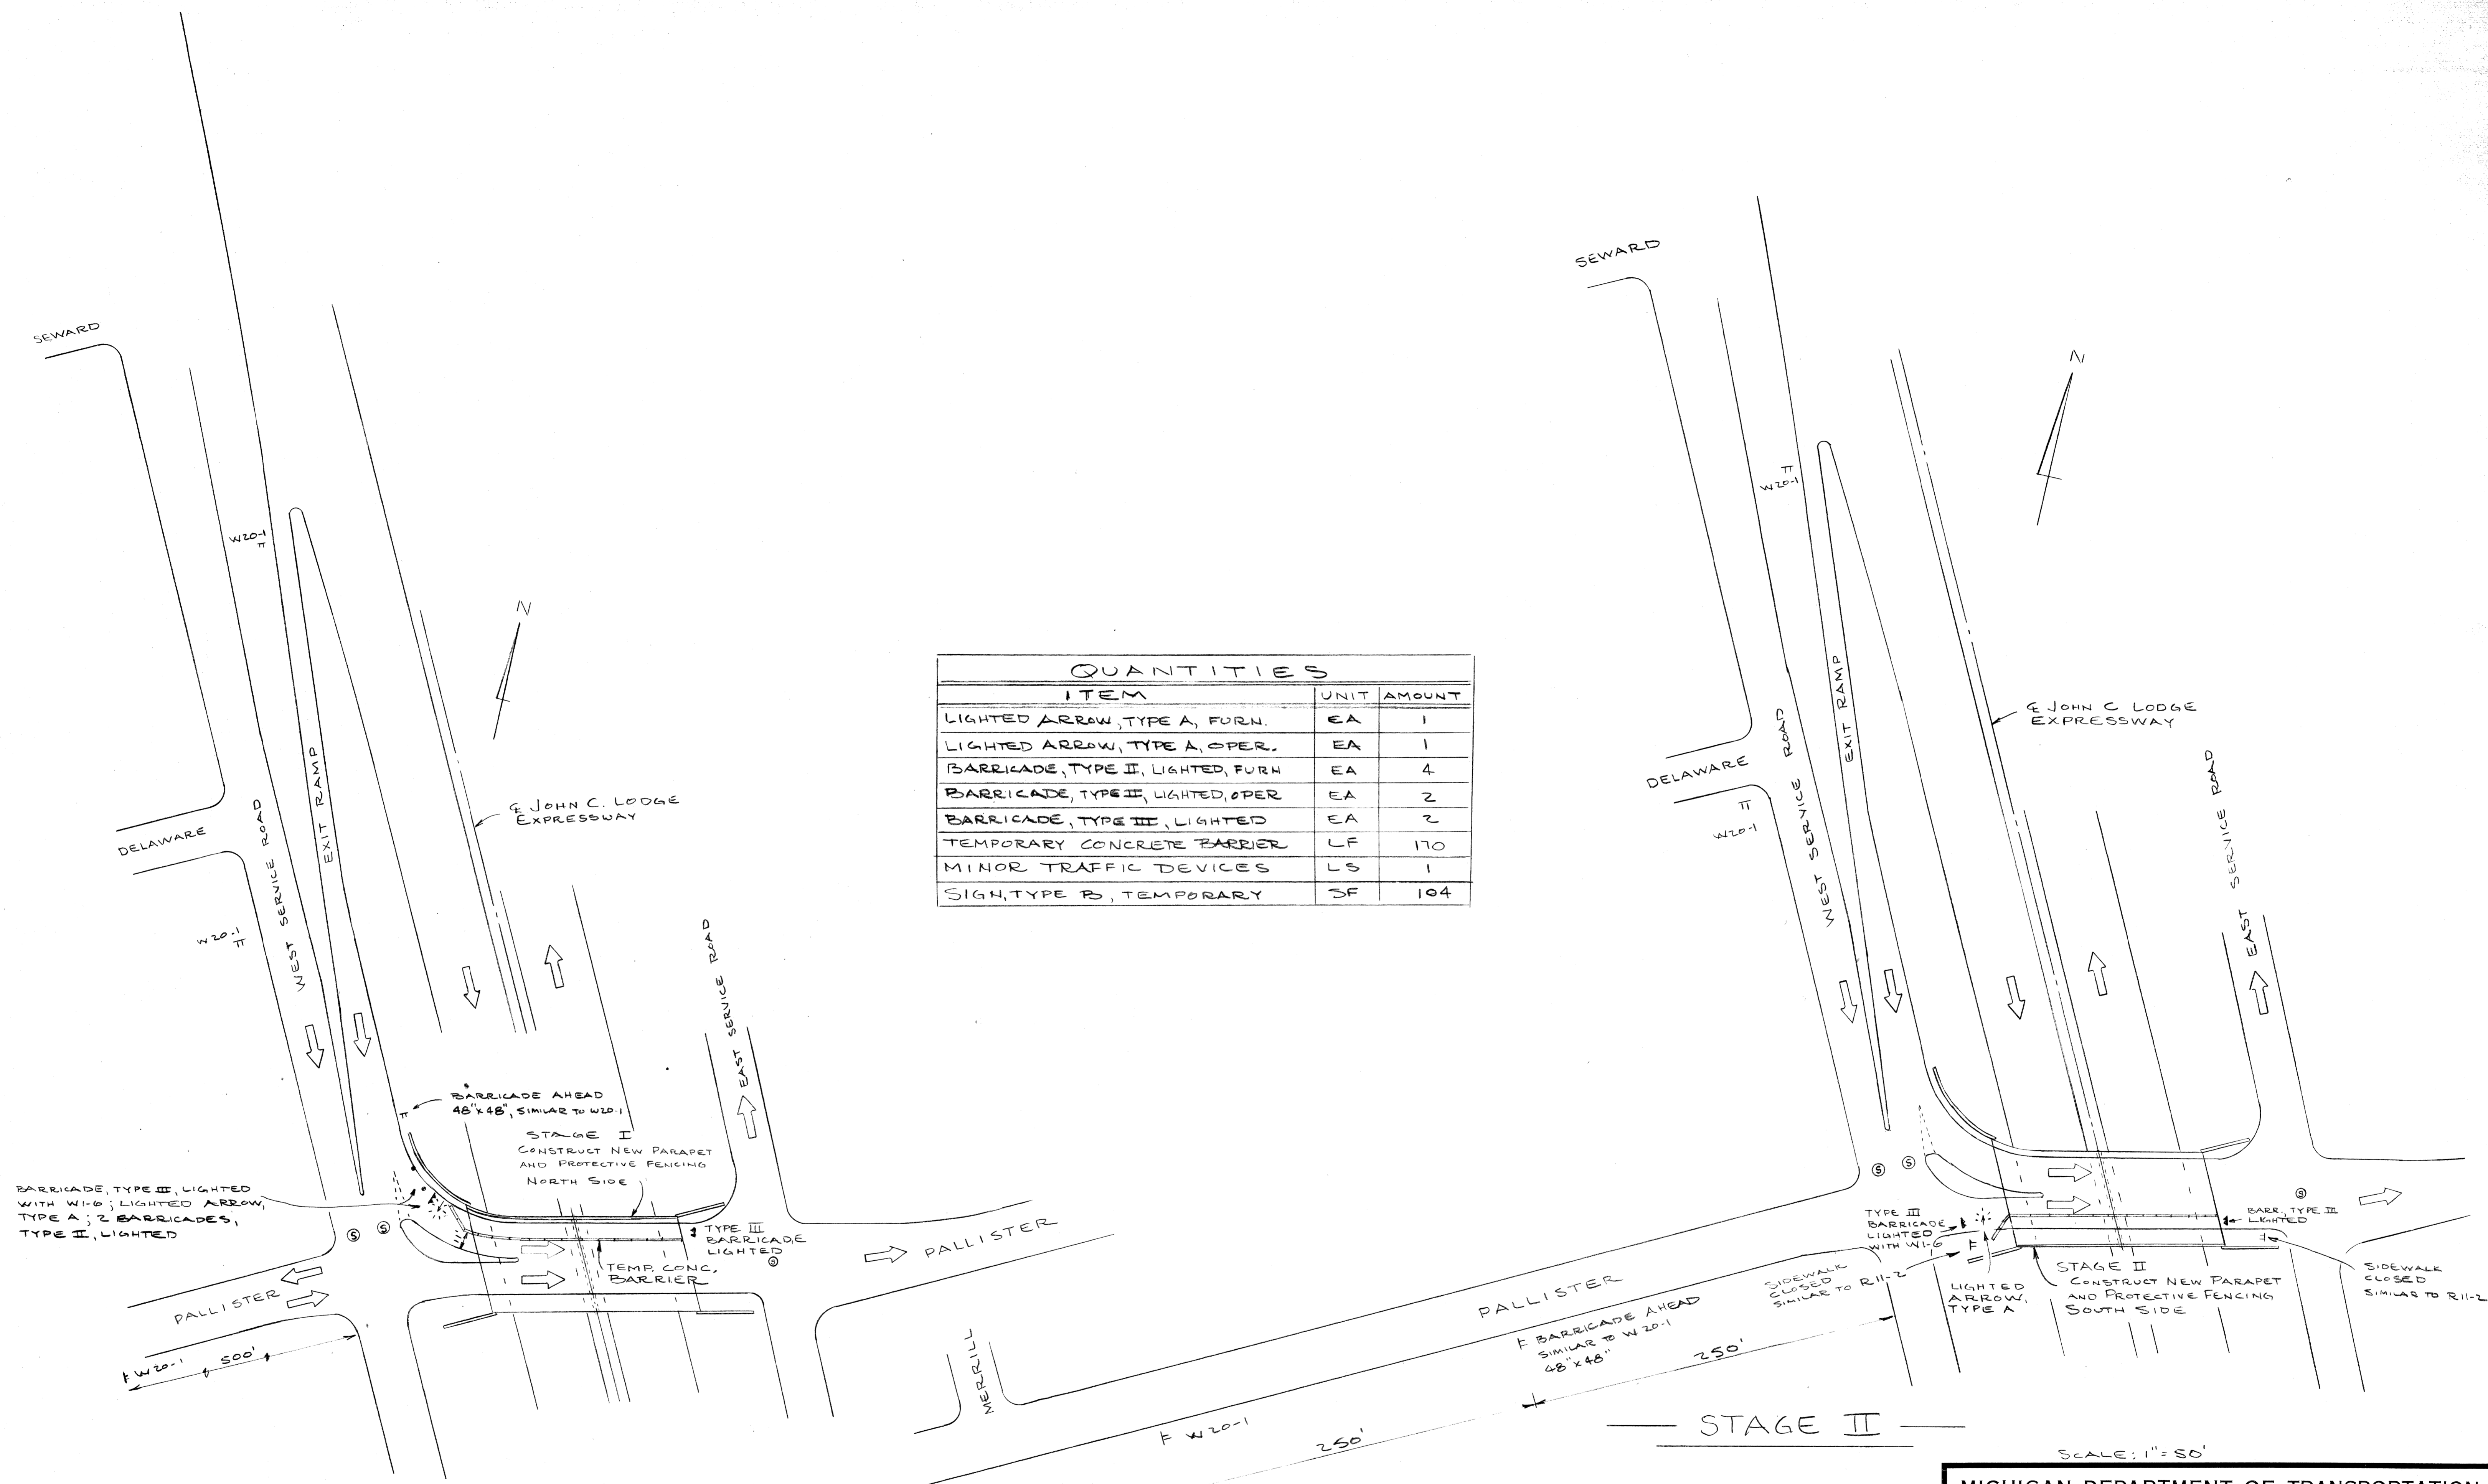 SEWARD
W20-1
EXIT RAMP
WEST SERVICE ROAD
DELAWARE
W20-1
N
℄ JOHN C. LODGE
EXPRESSWAY
EAST SERVICE ROAD
BARRICADE AHEAD
48"x48", SIMILAR TO W20-1
STAGE I
CONSTRUCT NEW PARAPET
AND PROTECTIVE FENCING
NORTH SIDE
BARRICADE, TYPE III, LIGHTED
WITH W1-6; LIGHTED ARROW,
TYPE A; 2 BARRICADES,
TYPE II, LIGHTED
S
S
TYPE III
BARRICADE
LIGHTED
S
TEMP. CONC.
BARRIER
PALLISTER
PALLISTER
W20-1
500'
MERRILL
QUANTITIES
ITEM UNIT AMOUNT
LIGHTED ARROW, TYPE A, FURN. EA 1
LIGHTED ARROW, TYPE A, OPER. EA 1
BARRICADE, TYPE II, LIGHTED, FURN EA 4
BARRICADE, TYPE II, LIGHTED, OPER EA 2
BARRICADE, TYPE III, LIGHTED EA 2
TEMPORARY CONCRETE BARRIER LF 170
MINOR TRAFFIC DEVICES LS 1
SIGN, TYPE B, TEMPORARY SF 104
SEWARD
W20-1
N
EXIT RAMP
WEST SERVICE ROAD
℄ JOHN C LODGE
EXPRESSWAY
DELAWARE
W20-1
EAST SERVICE ROAD
S
S
S
TYPE III
BARRICADE
LIGHTED
WITH W1-6
BARR., TYPE III
LIGHTED
LIGHTED
ARROW,
TYPE A
STAGE II
CONSTRUCT NEW PARAPET
AND PROTECTIVE FENCING
SOUTH SIDE
SIDEWALK
CLOSED
SIMILAR TO R11-2
SIDEWALK
CLOSED
SIMILAR TO R11-2
PALLISTER
BARRICADE AHEAD
SIMILAR TO W20-1
48"x48"
250'
W20-1
250'
STAGE II
SCALE: 1"=50'
MICHIGAN DEPARTMENT OF TRANSPORTATION